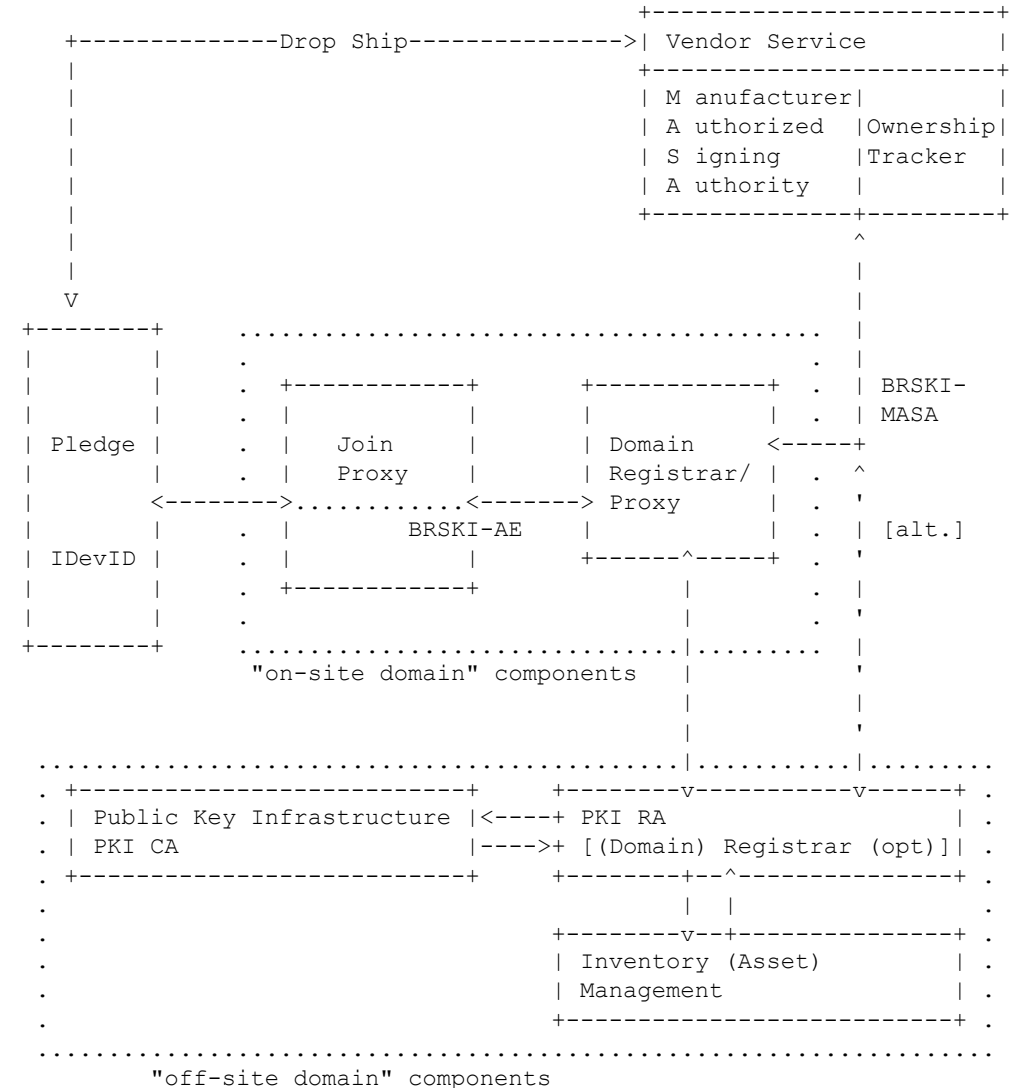 Drop Ship
Vendor Service
M anufacturer
A uthorized
S igning
A uthority
Ownership
Tracker
Pledge
IDevID
Join
Proxy
BRSKI-AE
Domain
Registrar/
Proxy
BRSKI-
MASA
[alt.]
"on-site domain" components
Public Key Infrastructure
PKI CA
PKI RA
[(Domain) Registrar (opt)]
Inventory (Asset)
Management
"off-site domain" components